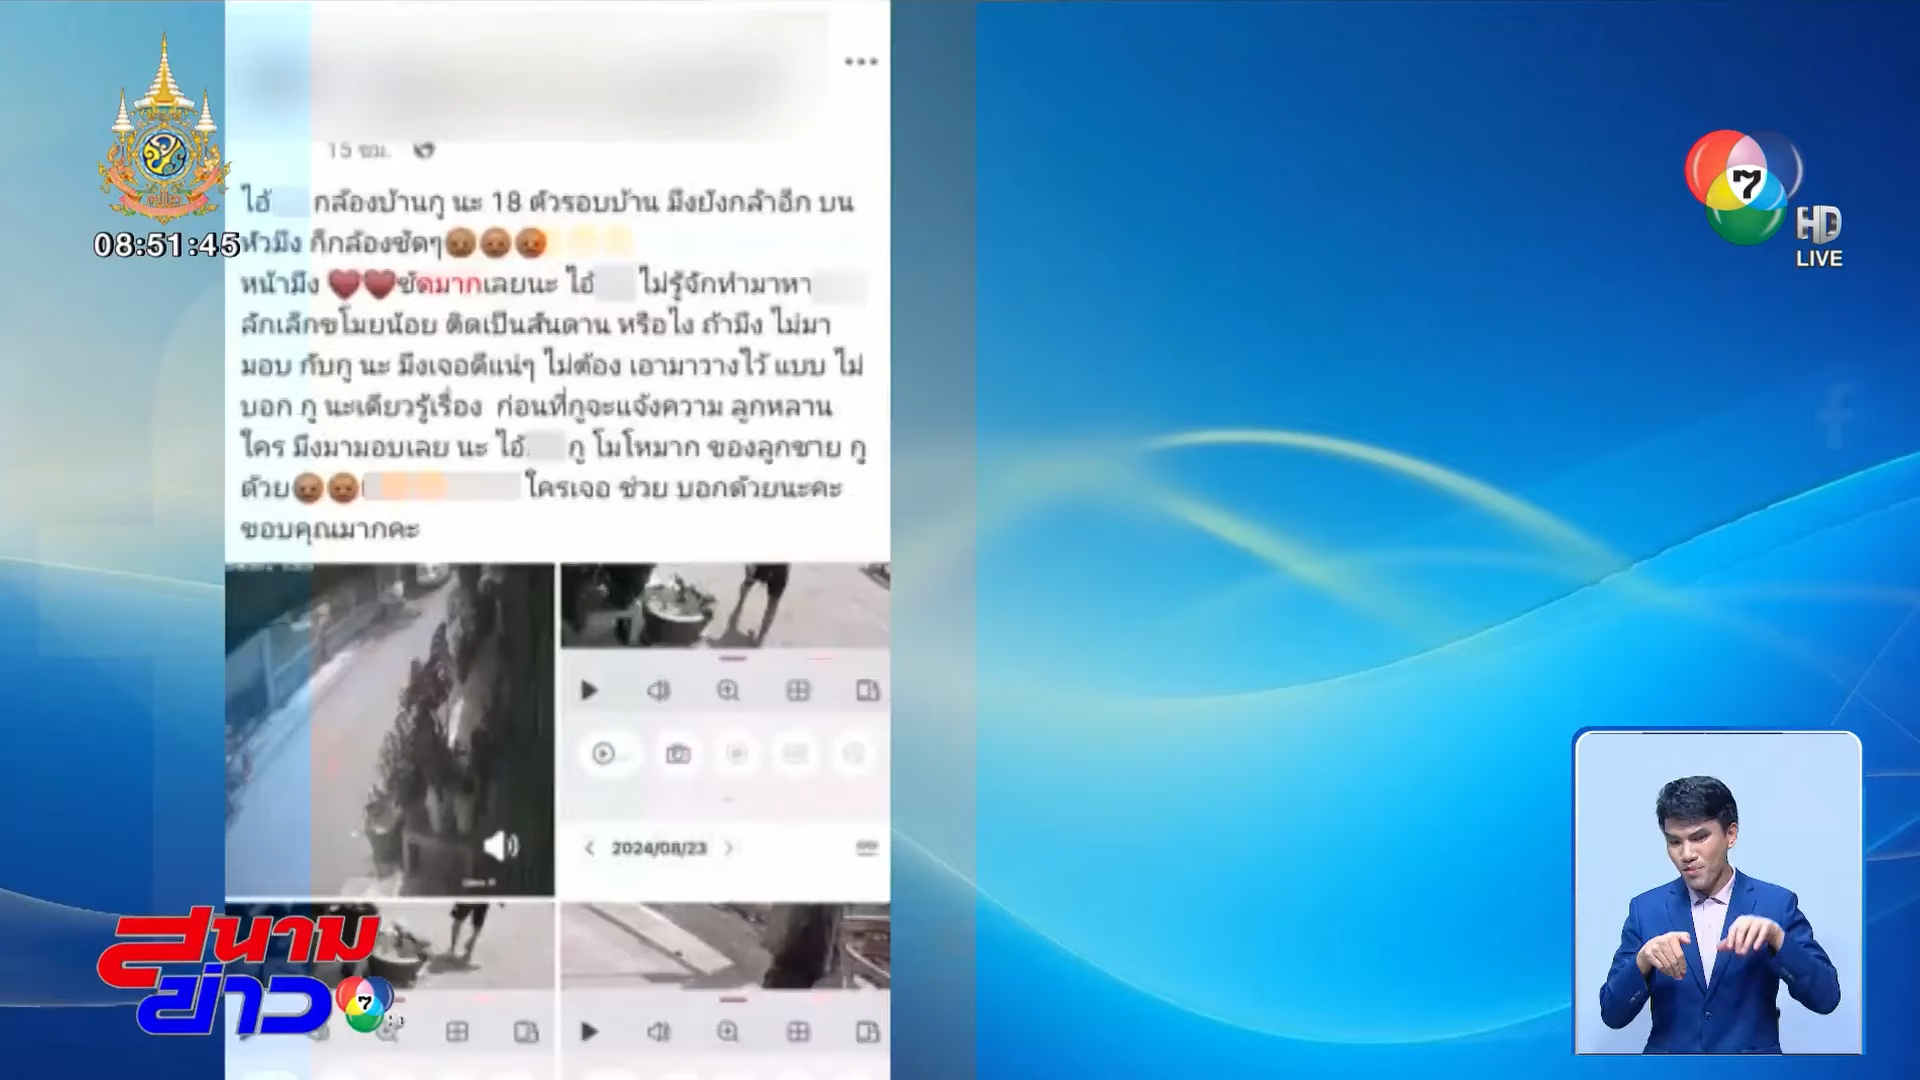 15 ชม.
ไอ้ กล้องบ้านกู นะ 18 ตัวรอบบ้าน มึงยังกล้าอีก บน
หัวมึง ก็กล้องชัดๆ
หน้ามึง ชัดมากเลยนะ ไอ้ ไม่รู้จักทำมาหา
ลักเล็กขโมยน้อย ติดเป็นสันดาน หรือไง ถ้ามึง ไม่มา
มอบ กับกู นะ มึงเจอดีแน่ๆ ไม่ต้อง เอามาวางไว้ แบบ ไม่
บอก กู นะเดียวรู้เรื่อง ก่อนที่กูจะแจ้งความ ลูกหลาน
ใคร มึงมามอบเลย นะ ไอ้ กู โมโหมาก ของลูกชาย กู
ด้วย ใครเจอ ช่วย บอกด้วยนะคะ
ขอบคุณมากคะ
08:51:45
2024/08/23
7
HD
LIVE
สนาม
ข่าว 7